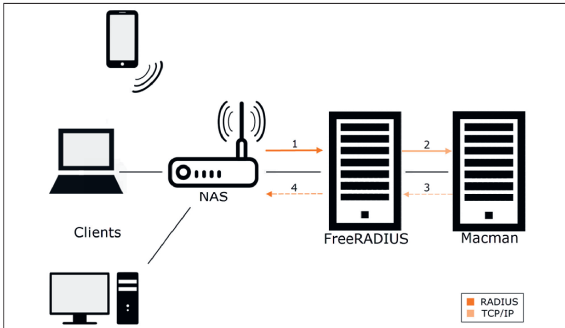 1
2
4
3
NAS
Clients
FreeRADIUS
Macman
RADIUS
TCP/IP